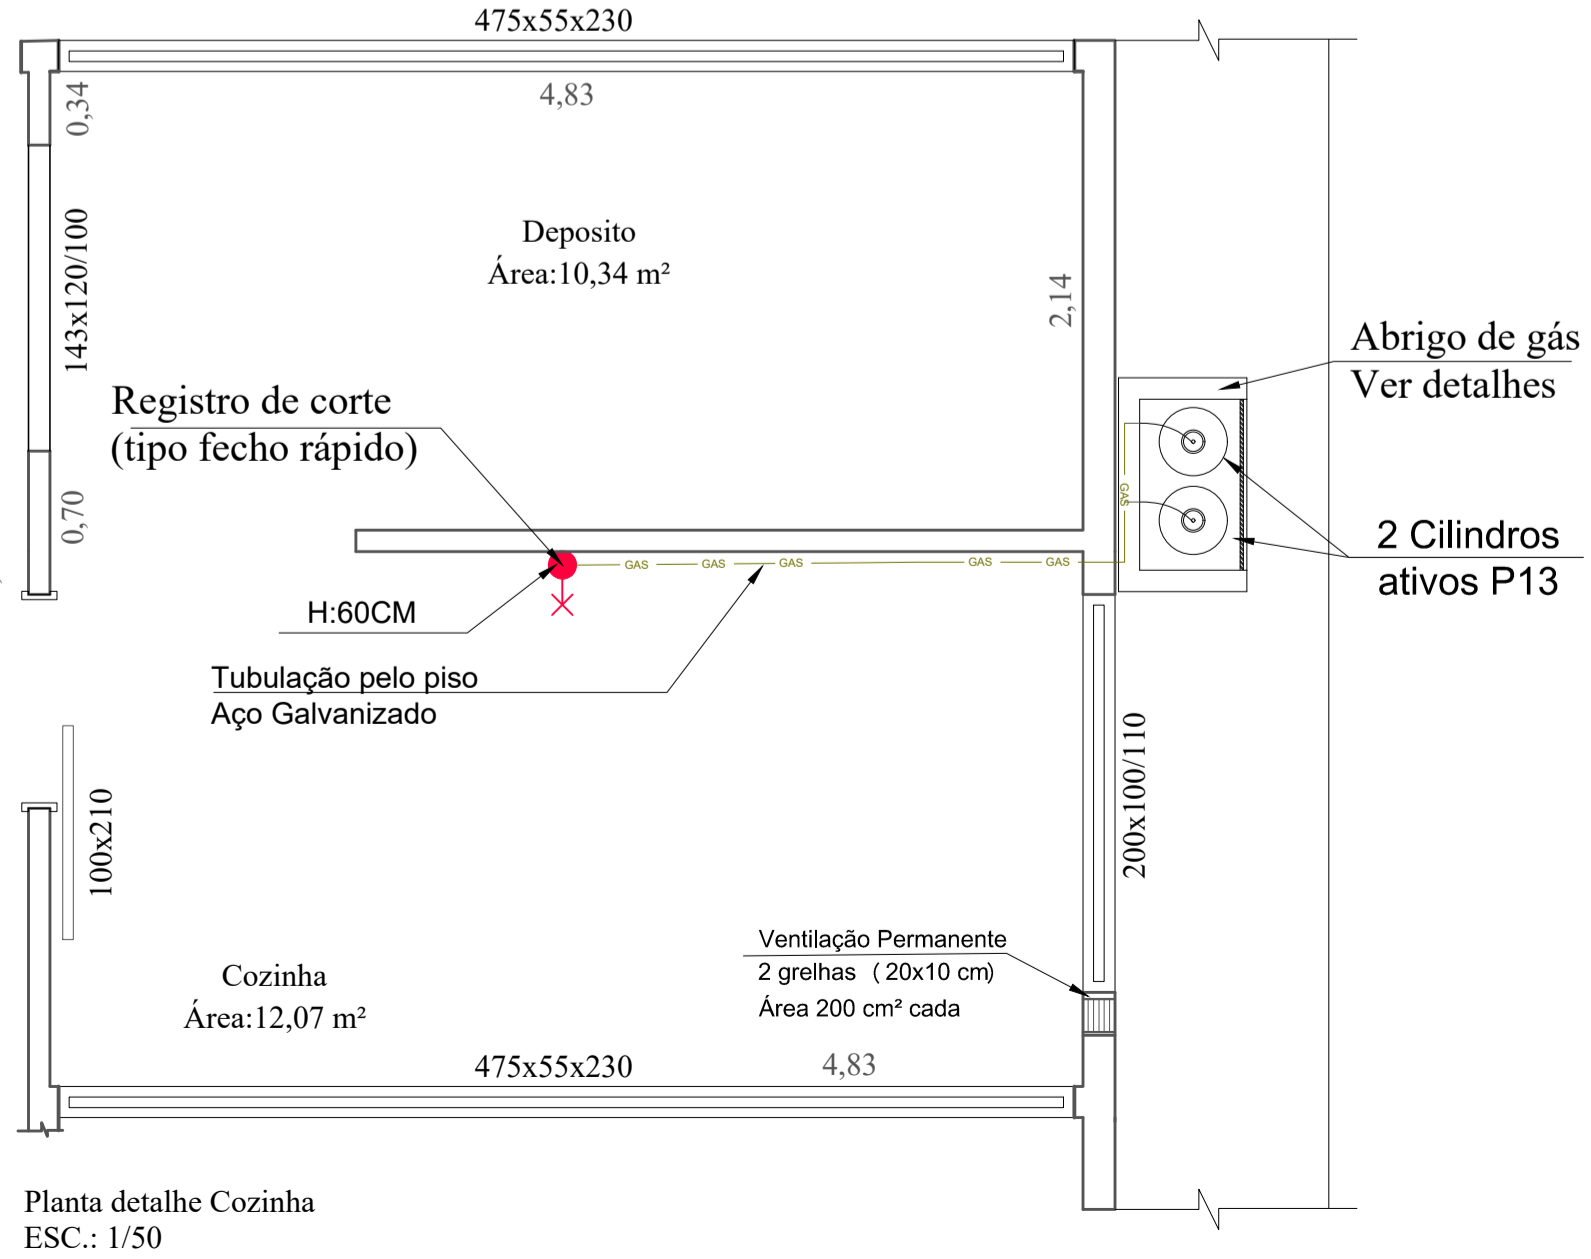 475x55x230
4,83
0,34
143x120/100
Deposito
Área:10,34 m²
2,14
Abrigo de gás
Ver detalhes
Registro de corte
(tipo fecho rápido)
0,70
GAS
2 Cilindros
ativos P13
GAS GAS GAS GAS GAS
H:60CM
Tubulação pelo piso
Aço Galvanizado
100x210
200x100/110
Ventilação Permanente
2 grelhas ( 20x10 cm)
Área 200 cm² cada
Cozinha
Área:12,07 m²
475x55x230
4,83
Planta detalhe Cozinha
ESC.: 1/50